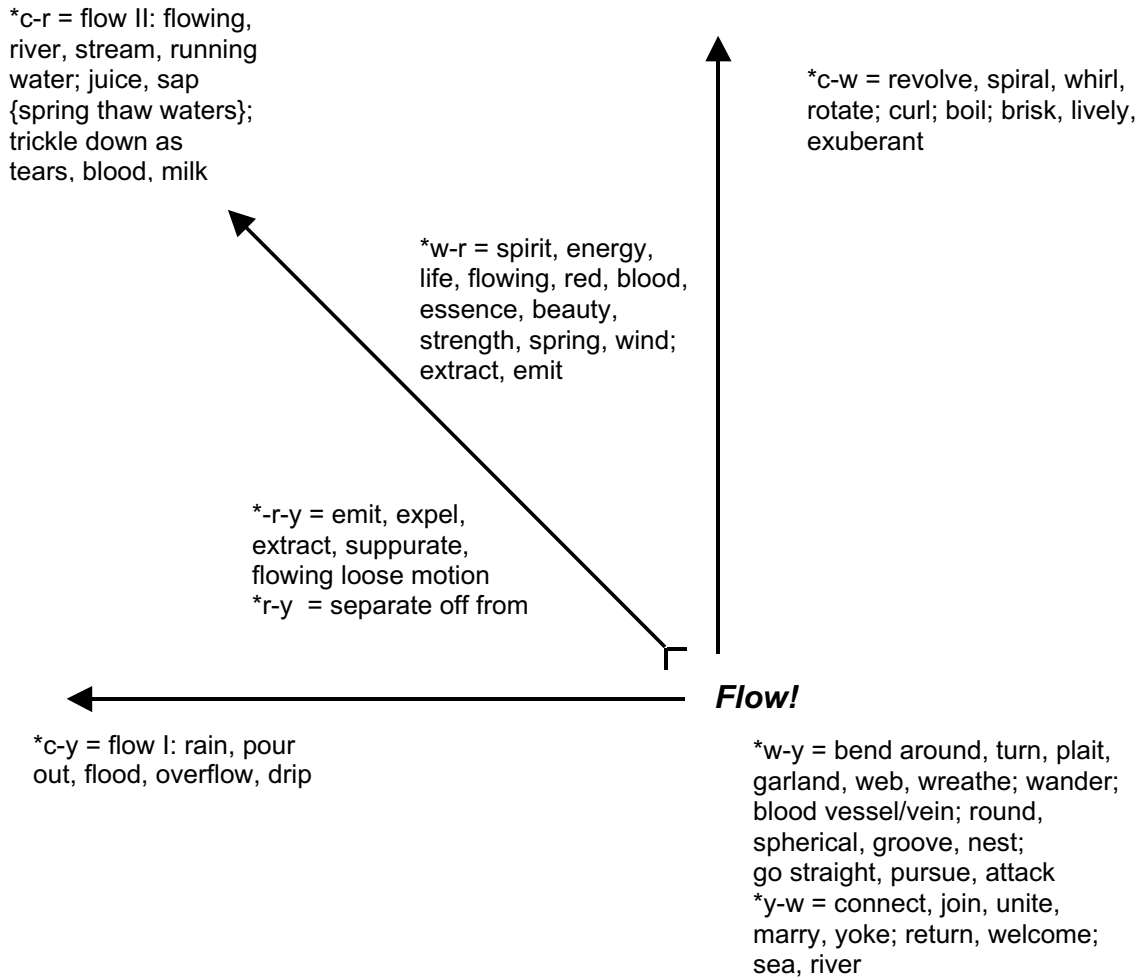 *c-r = flow II: flowing,
river, stream, running
water; juice, sap
{spring thaw waters};
trickle down as
tears, blood, milk
*c-w = revolve, spiral, whirl,
rotate; curl; boil; brisk, lively,
exuberant
*w-r = spirit, energy,
life, flowing, red, blood,
essence, beauty,
strength, spring, wind;
extract, emit
*-r-y = emit, expel,
extract, suppurate,
flowing loose motion
*r-y  = separate off from
Flow!
*c-y = flow I: rain, pour
out, flood, overflow, drip
*w-y = bend around, turn, plait,
garland, web, wreathe; wander;
blood vessel/vein; round,
spherical, groove, nest;
go straight, pursue, attack
*y-w = connect, join, unite,
marry, yoke; return, welcome;
sea, river